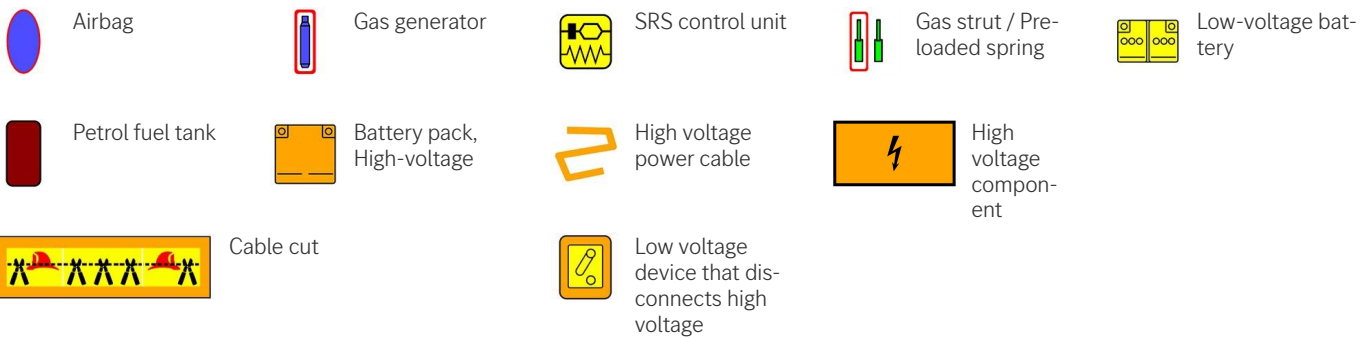 Airbag
Gas generator
SRS control unit
Gas strut / Pre-
loaded spring
Low-voltage bat-
tery
Petrol fuel tank
Battery pack,
High-voltage
High voltage
power cable
High
voltage
compon-
ent
Cable cut
Low voltage
device that dis-
connects high
voltage